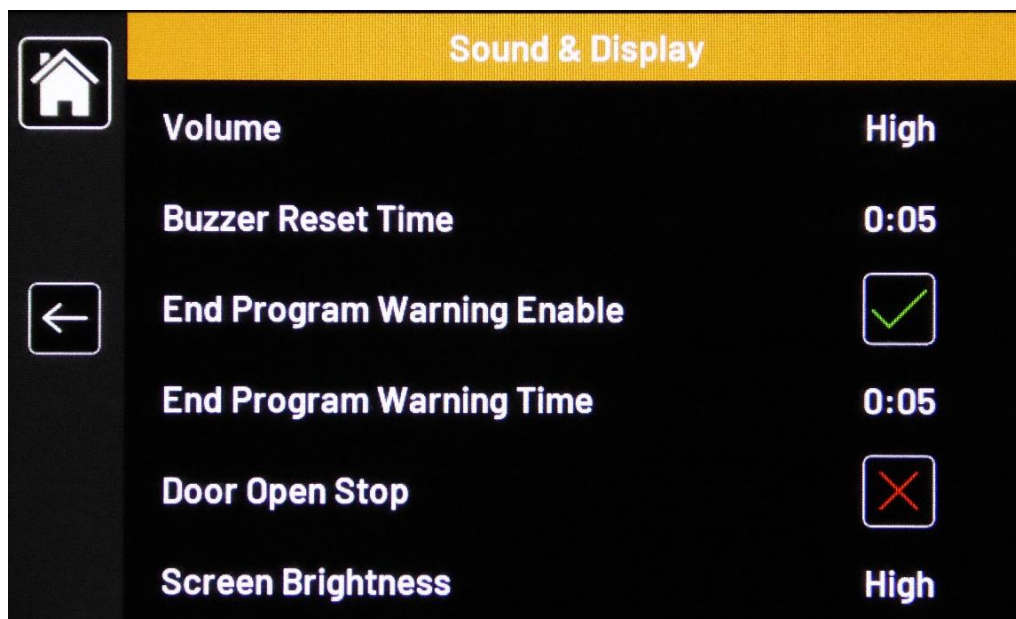 Sound & Display
Volume High
Buzzer Reset Time 0:05
End Program Warning Enable
End Program Warning Time 0:05
Door Open Stop
Screen Brightness High